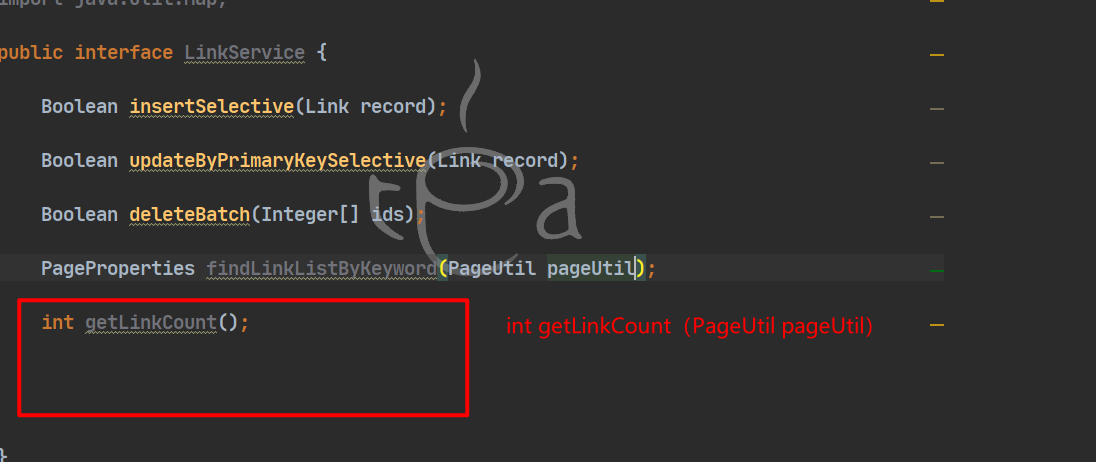 import java.util.Map;
public interface LinkService {
Boolean insertSelective(Link record);
Boolean updateByPrimaryKeySelective(Link record);
Boolean deleteBatch(Integer[] ids);
PageProperties findLinkListByKeyword(PageUtil pageUtil);
int getLinkCount();
int getLinkCount（PageUtil pageUtil）
}